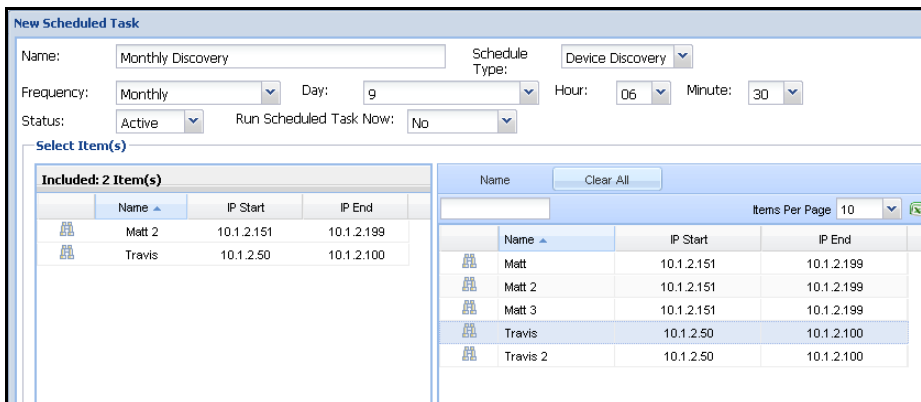 New Scheduled Task
Name: Monthly Discovery Schedule Type: Device Discovery
Frequency: Monthly Day: 9 Hour: 06 Minute: 30
Status: Active Run Scheduled Task Now: No
Select Item(s)
Included: 2 Item(s)
Name IP Start IP End
Matt 2 10.1.2.151 10.1.2.199
Travis 10.1.2.50 10.1.2.100
Name Clear All
Items Per Page 10
Name IP Start IP End
Matt 10.1.2.151 10.1.2.199
Matt 2 10.1.2.151 10.1.2.199
Matt 3 10.1.2.151 10.1.2.199
Travis 10.1.2.50 10.1.2.100
Travis 2 10.1.2.50 10.1.2.100